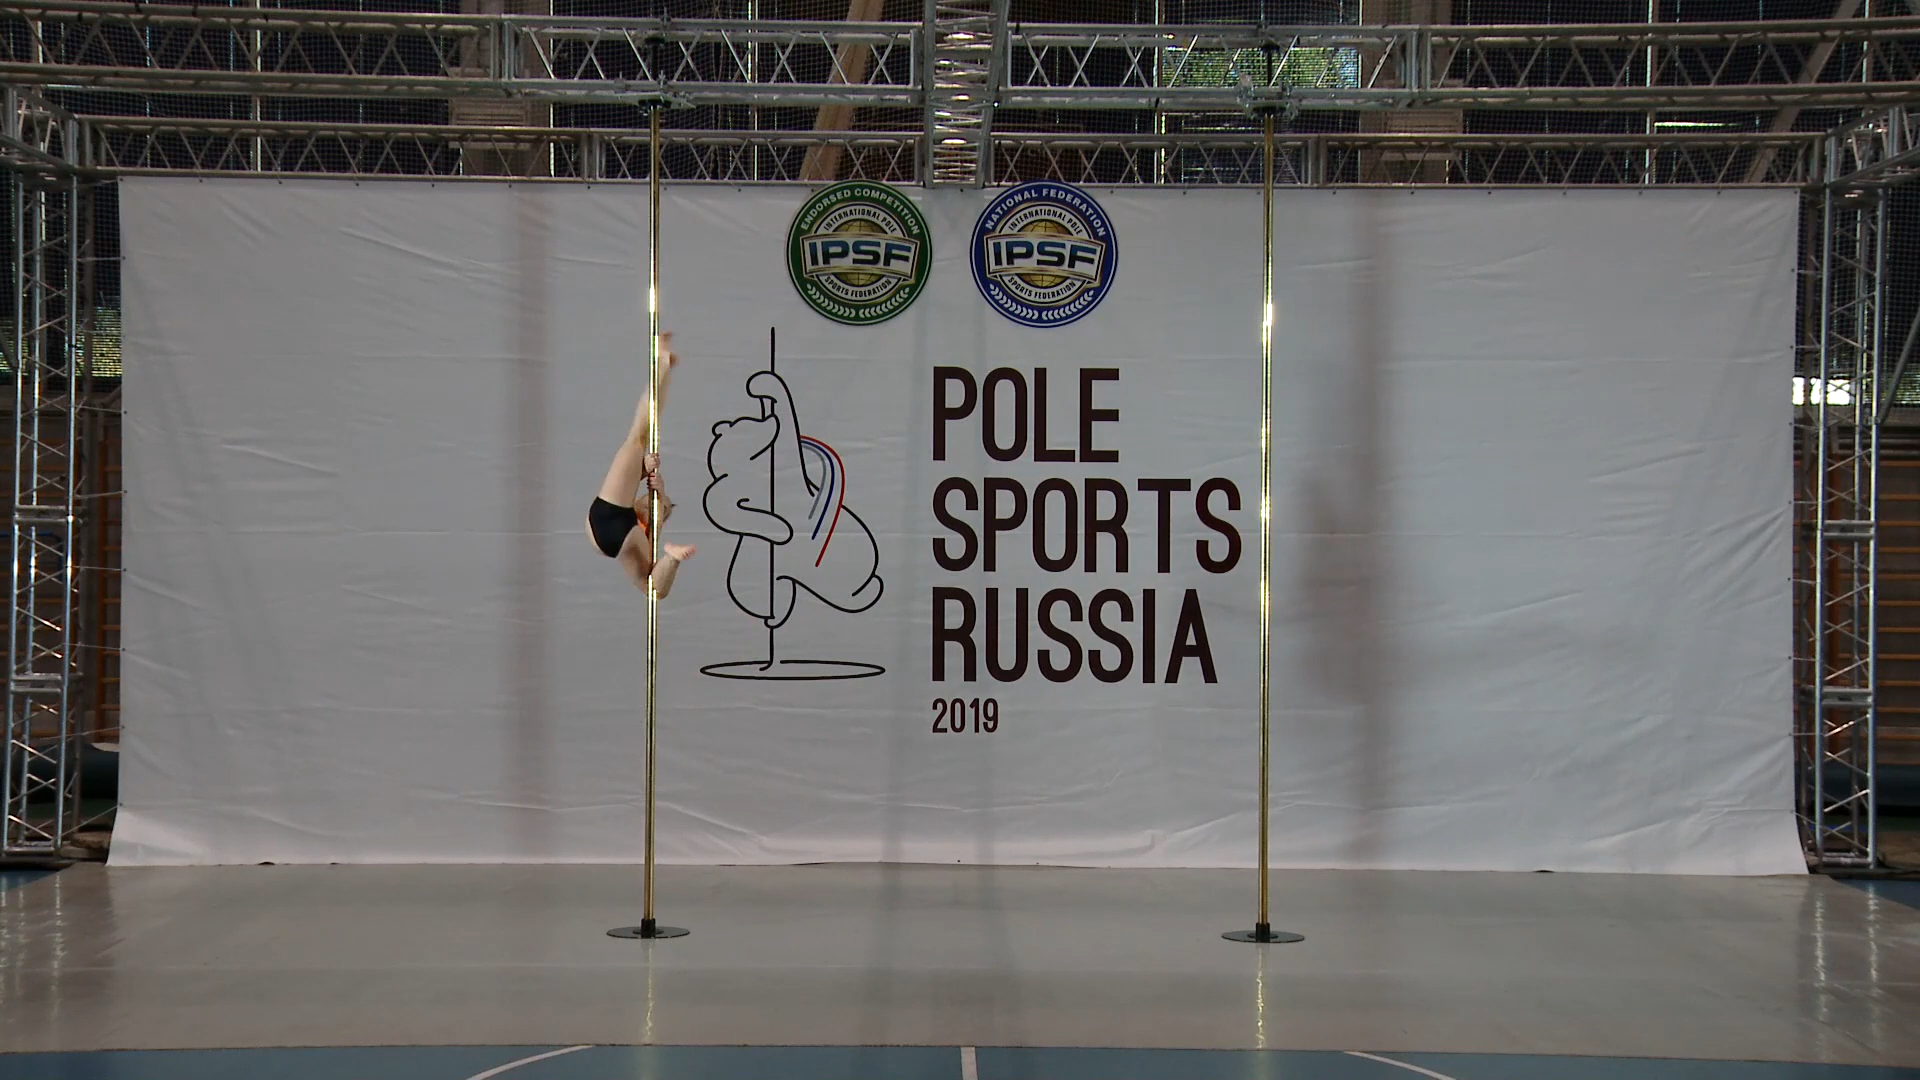 ENDORSED COMPETITION
INTERNATIONAL POLE
IPSF
SPORTS FEDERATION
NATIONAL FEDERATION
INTERNATIONAL POLE
IPSF
SPORTS FEDERATION
POLE
SPORTS
RUSSIA
2019